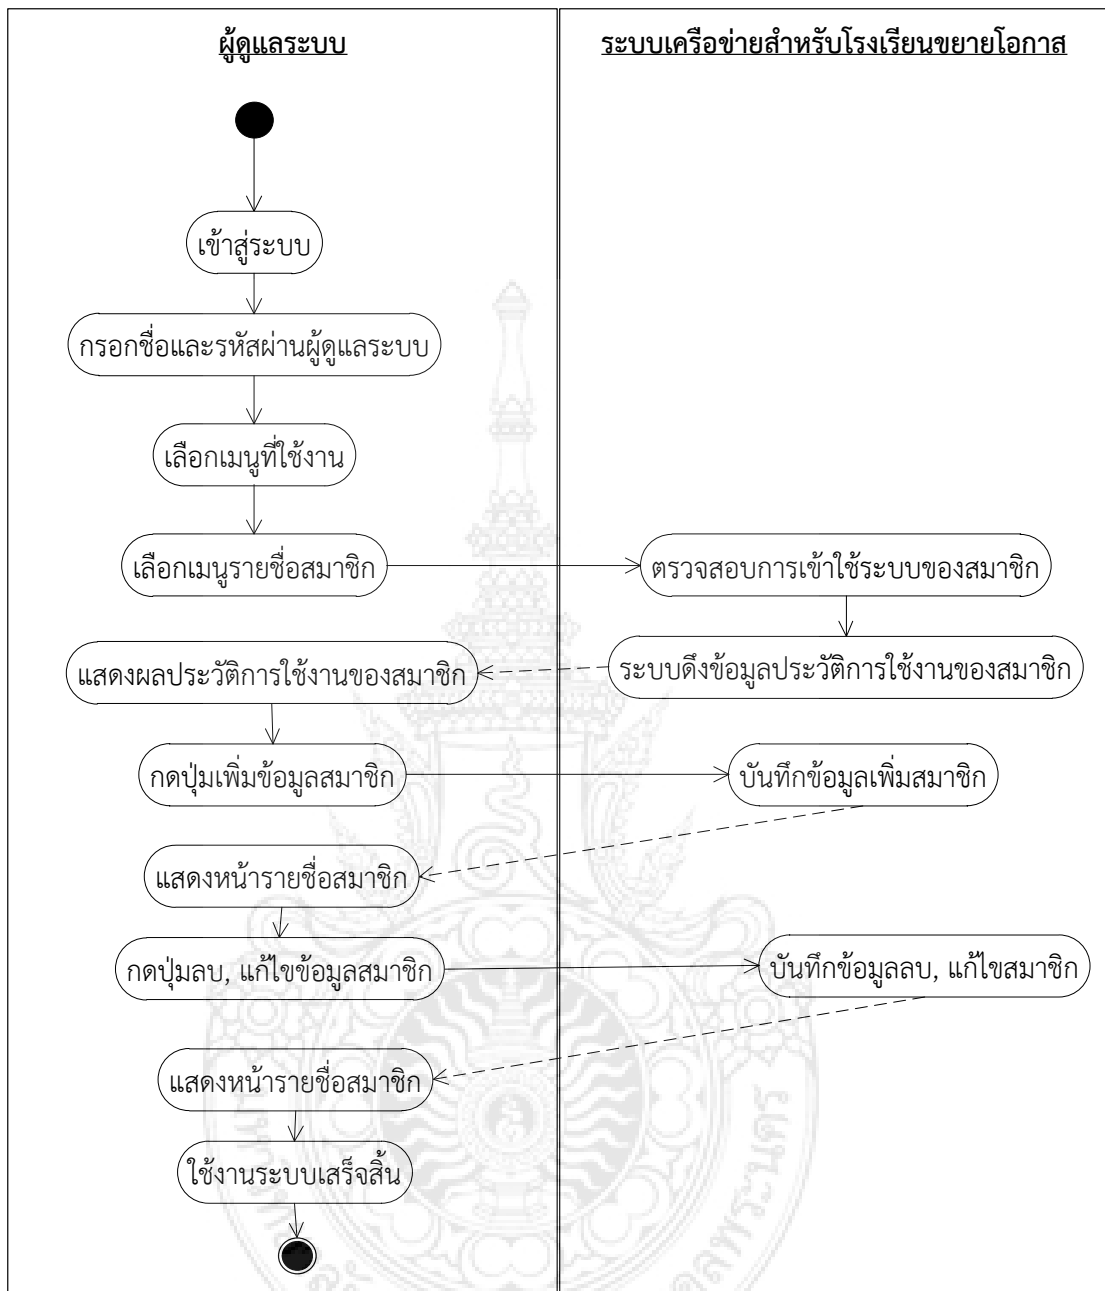 ผู้ดูแลระบบ
ระบบเครือข่ายสำหรับโรงเรียนขยายโอกาส
เข้าสู่ระบบ
กรอกชื่อและรหัสผ่านผู้ดูแลระบบ
เลือกเมนูที่ใช้งาน
เลือกเมนูรายชื่อสมาชิก
ตรวจสอบการเข้าใช้ระบบของสมาชิก
ระบบดึงข้อมูลประวัติการใช้งานของสมาชิก
แสดงผลประวัติการใช้งานของสมาชิก
กดปุ่มเพิ่มข้อมูลสมาชิก
บันทึกข้อมูลเพิ่มสมาชิก
แสดงหน้ารายชื่อสมาชิก
กดปุ่มลบ, แก้ไขข้อมูลสมาชิก
บันทึกข้อมูลลบ, แก้ไขสมาชิก
แสดงหน้ารายชื่อสมาชิก
ใช้งานระบบเสร็จสิ้น